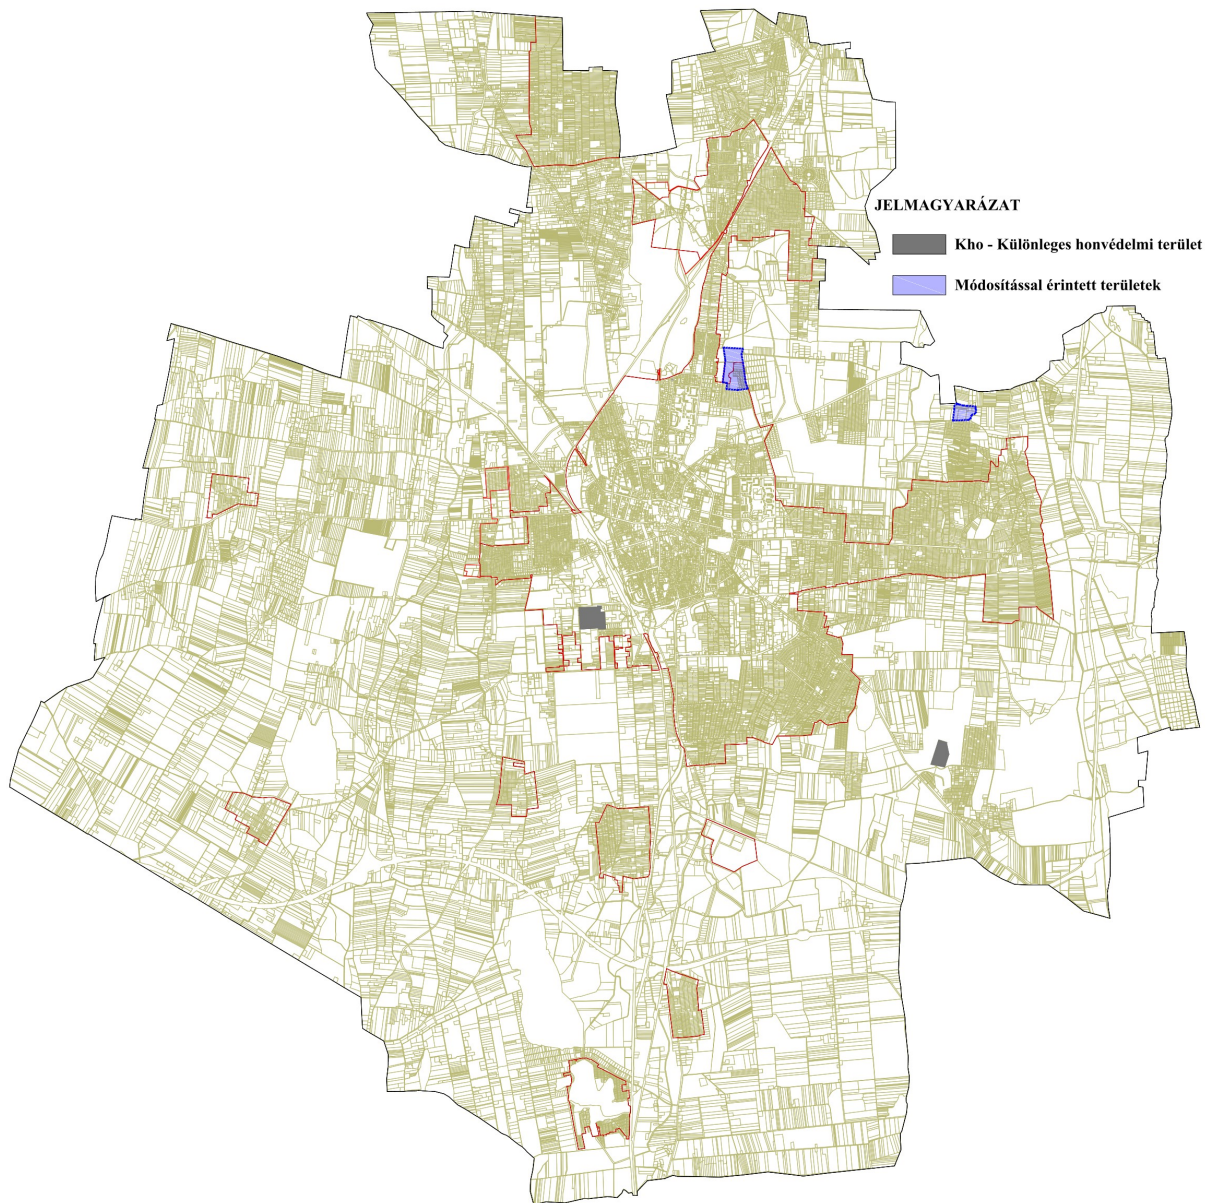 JELMAGYARÁZAT
Kho - Különleges honvédelmi terület
Módosítással érintett területek